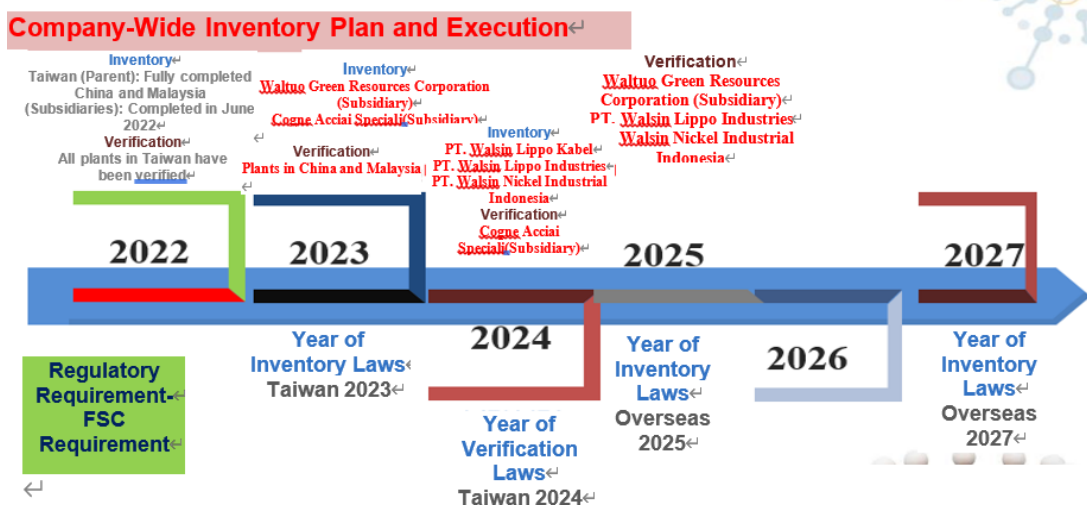 Company-Wide Inventory Plan and Execution↵
Inventory↵
Taiwan (Parent): Fully completed
China and Malaysia
(Subsidiaries): Completed in June
2022↵
Verification↵
All plants in Taiwan have
been verified↵
↵
Inventory↵
Waltuo Green Resources Corporation
(Subsidiary)↵
Cogne Acciai Speciali(Subsidiary)↵
↵
Verification↵
Plants in China and Malaysia
Inventory↵
PT. Walsin Lippo Kabel↵
PT. Walsin Lippo Industries↵
PT. Walsin Nickel Industrial
Indonesia↵
Verification↵
Cogne Acciai
Speciali(Subsidiary)↵
Verification↵
Waltuo Green Resources
Corporation (Subsidiary)↵
PT. Walsin Lippo Industries↵
Walsin Nickel Industrial
Indonesia↵
2022
2023
2024
2025
2026
2027
Regulatory
Requirement-↵
FSC
Requirement↵
↵
Year of
Inventory Laws↵
Taiwan 2023↵
Year of
Verification
Laws↵
Taiwan 2024↵
Year of
Inventory
Laws↵
Overseas
2025↵
Year of
Inventory
Laws↵
Overseas
2027↵